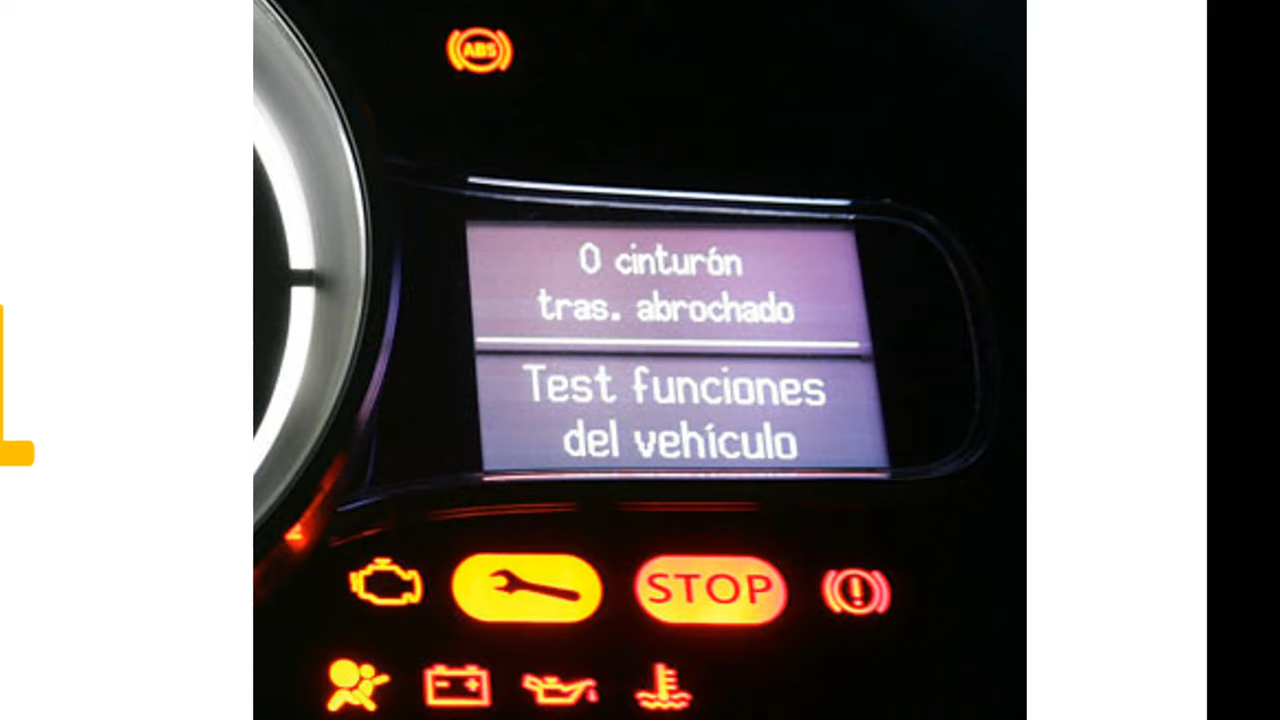 ABS
0 cinturón
tras. abrochado
Test funciones
del vehículo
STOP